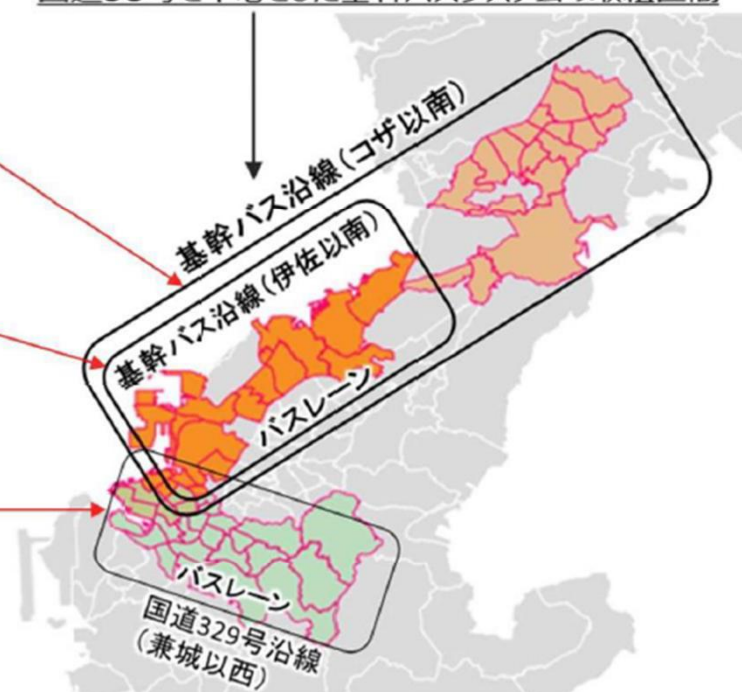 基幹バス沿線(コザ以南)
基幹バス沿線(伊佐以南)
バスレーン
バスレーン
国道329号沿線
(兼城以西)